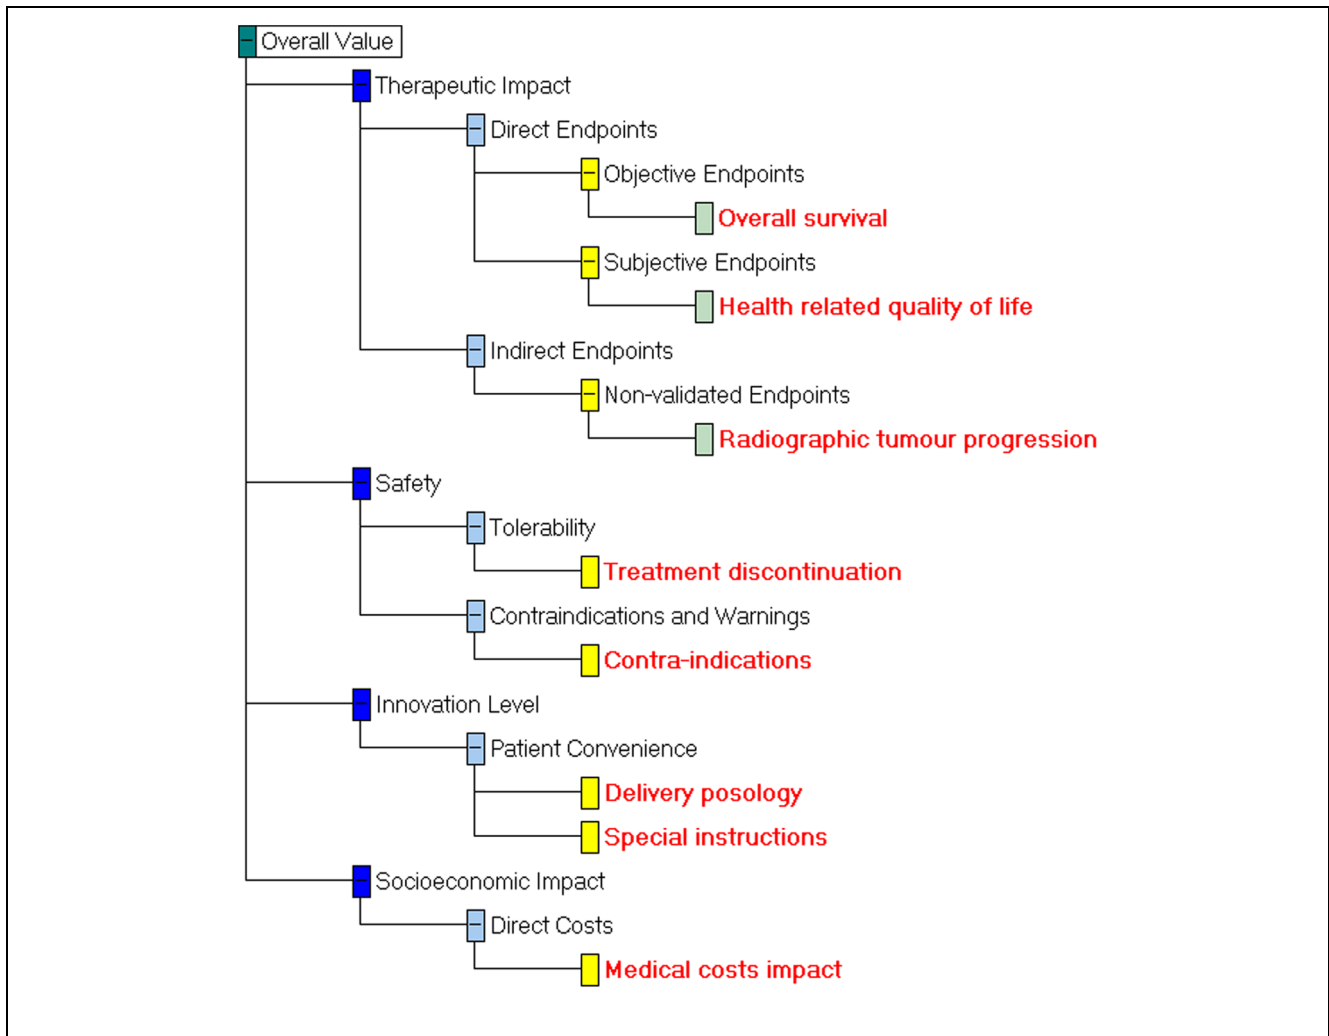 Overall Value
Therapeutic Impact
Direct Endpoints
Objective Endpoints
Overall survival
Subjective Endpoints
Health related quality of life
Indirect Endpoints
Non-validated Endpoints
Radiographic tumour progression
Safety
Tolerability
Treatment discontinuation
Contraindications and Warnings
Contra-indications
Innovation Level
Patient Convenience
Delivery posology
Special instructions
Socioeconomic Impact
Direct Costs
Medical costs impact